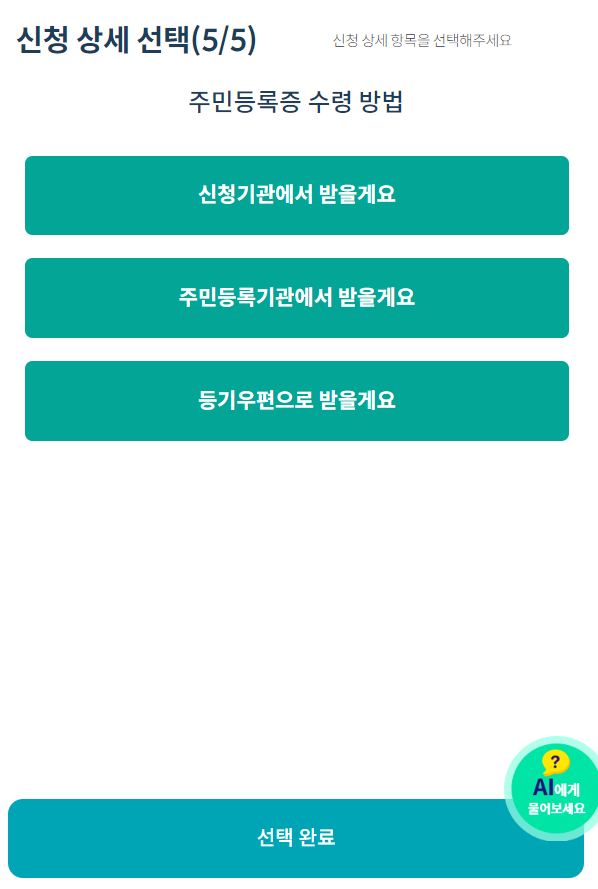 신청 상세 선택(5/5)
신청 상세 항목을 선택해주세요
주민등록증 수령 방법
신청기관에서 받을게요
주민등록기관에서 받을게요
등기우편으로 받을게요
?
AI에게
물어보세요
선택 완료